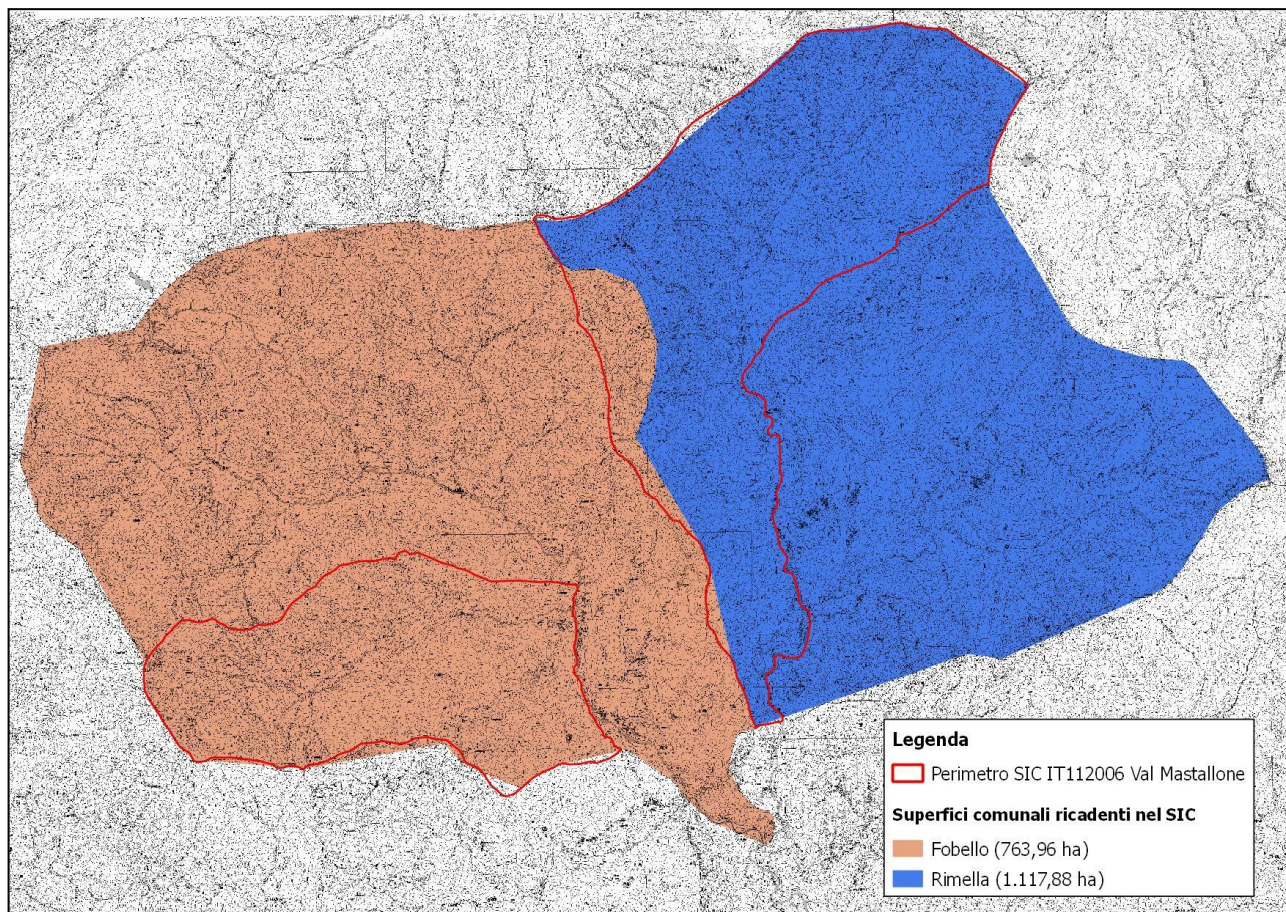 Legenda
Perimetro SIC IT112006 Val Mastallone
Superfici comunali ricadenti nel SIC
Fobello (763,96 ha)
Rimella (1.117,88 ha)